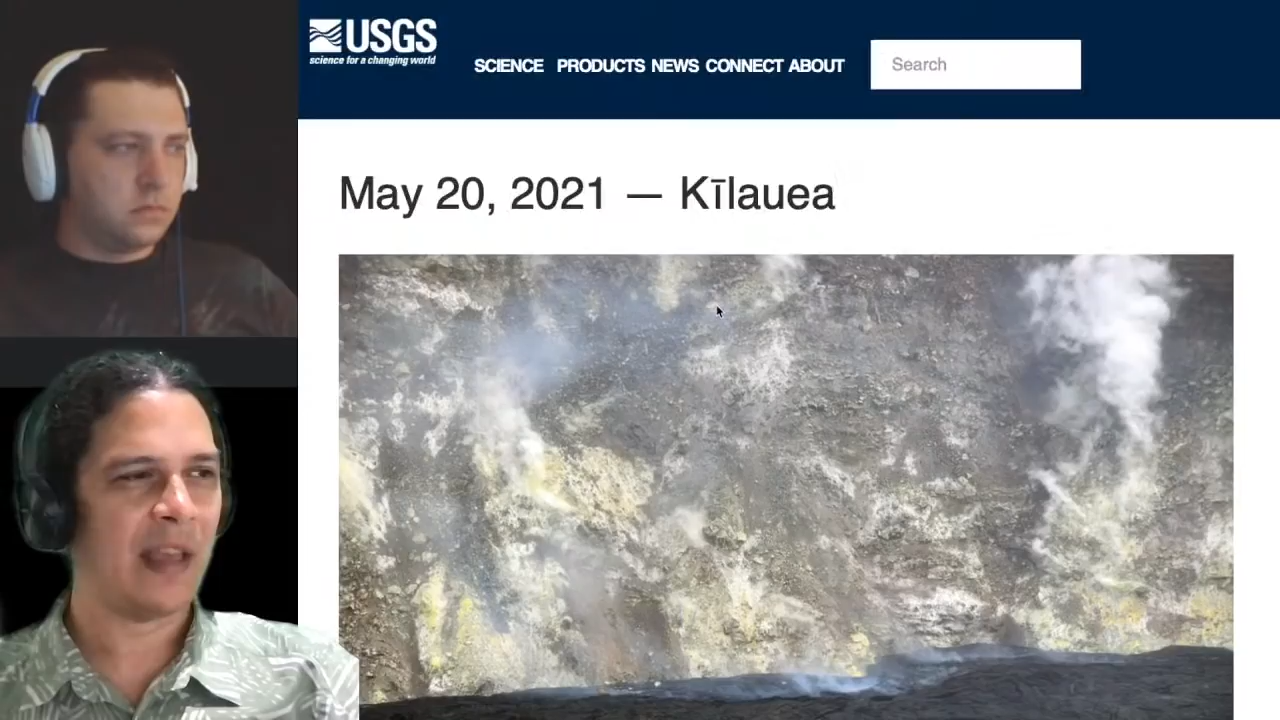 USGS
science for a changing world
SCIENCE PRODUCTS NEWS CONNECT ABOUT
Search
May 20, 2021 — Kīlauea